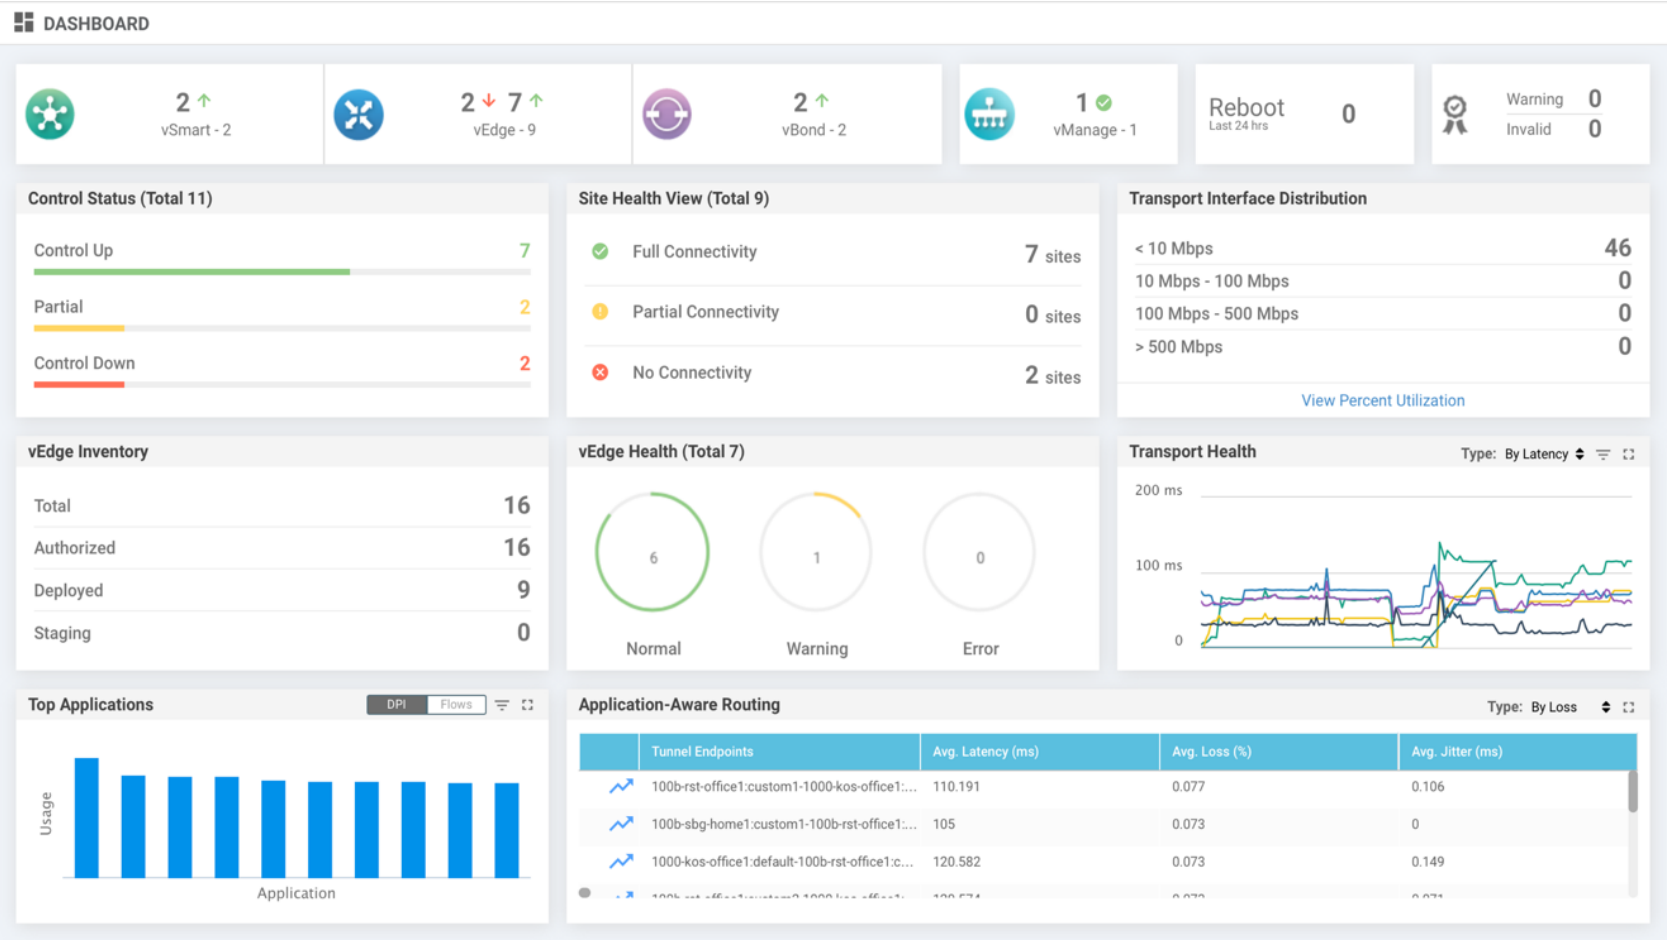 DASHBOARD
2
vSmart - 2
2 7
vEdge - 9
2
vBond - 2
1
vManage - 1
Reboot
Last 24 hrs
0
Warning 0
Invalid 0
Control Status (Total 11)
Control Up 7
Partial 2
Control Down 2
Site Health View (Total 9)
Full Connectivity 7 sites
Partial Connectivity 0 sites
No Connectivity 2 sites
Transport Interface Distribution
< 10 Mbps 46
10 Mbps - 100 Mbps 0
100 Mbps - 500 Mbps 0
> 500 Mbps 0
View Percent Utilization
vEdge Inventory
Total 16
Authorized 16
Deployed 9
Staging 0
vEdge Health (Total 7)
6 1 0
Normal Warning Error
Transport Health Type: By Latency
200 ms
100 ms
0
Top Applications DPI Flows
Usage
Application
Application-Aware Routing Type: By Loss
Tunnel Endpoints Avg. Latency (ms) Avg. Loss (%) Avg. Jitter (ms)
100b-rst-office1:custom1-1000-kos-office1:... 110.191 0.077 0.106
100b-sbg-home1:custom1-100b-rst-office1:... 105 0.073 0
1000-kos-office1:default-100b-rst-office1:c... 120.582 0.073 0.149